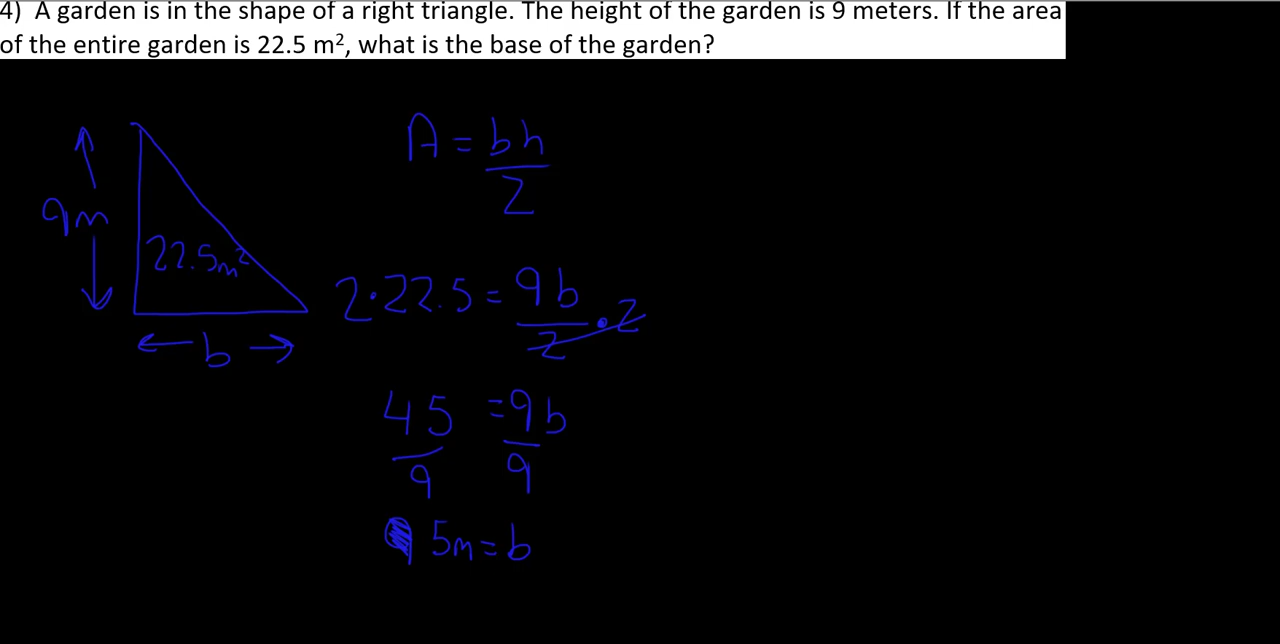 4) A garden is in the shape of a right triangle. The height of the garden is 9 meters. If the area
of the entire garden is 22.5 m², what is the base of the garden?
A = bh
2
9m
22.5m²
2·22.5 = 9b
2 · 2
b
45 = 9b
9 9
5m = b